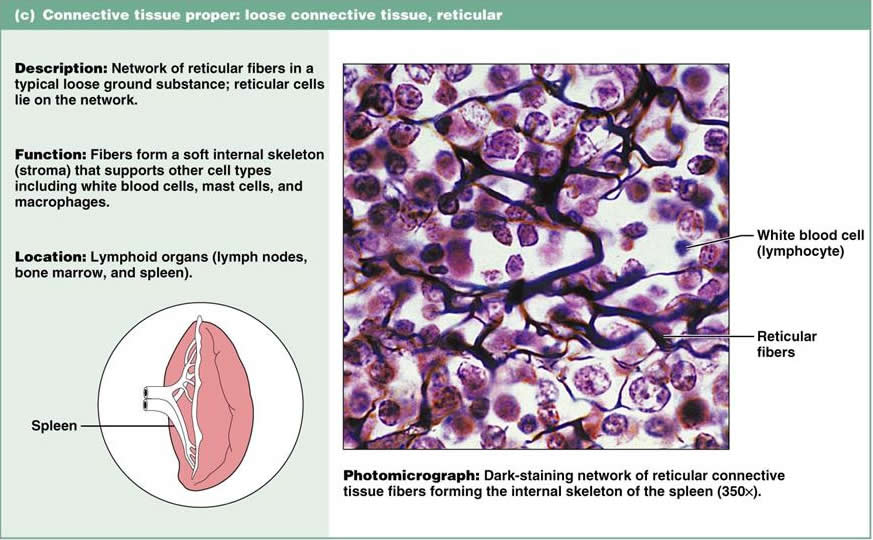 (c) Connective tissue proper: loose connective tissue, reticular
Description: Network of reticular fibers in a
typical loose ground substance; reticular cells
lie on the network.
Function: Fibers form a soft internal skeleton
(stroma) that supports other cell types
including white blood cells, mast cells, and
macrophages.
Location: Lymphoid organs (lymph nodes,
bone marrow, and spleen).
Spleen
White blood cell
(lymphocyte)
Reticular
fibers
Photomicrograph: Dark-staining network of reticular connective
tissue fibers forming the internal skeleton of the spleen (350×).